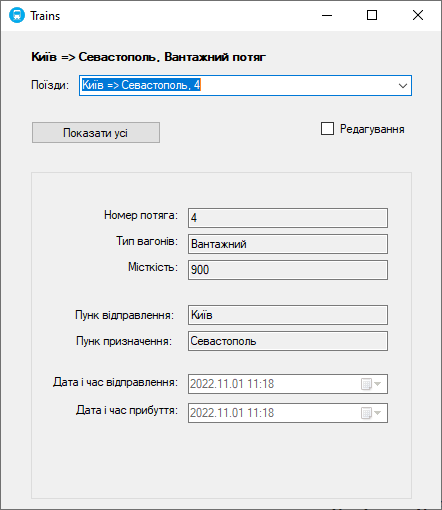 Trains
Київ => Севастополь, Вантажний потяг
Поїзди: Київ => Севастополь, 4
Показати усі
Редагування
Номер потяга: 4
Тип вагонів: Вантажний
Місткість: 900
Пунк відправлення: Київ
Пунк призначення: Севастополь
Дата і час відправлення: 2022.11.01 11:18
Дата і час прибуття: 2022.11.01 11:18